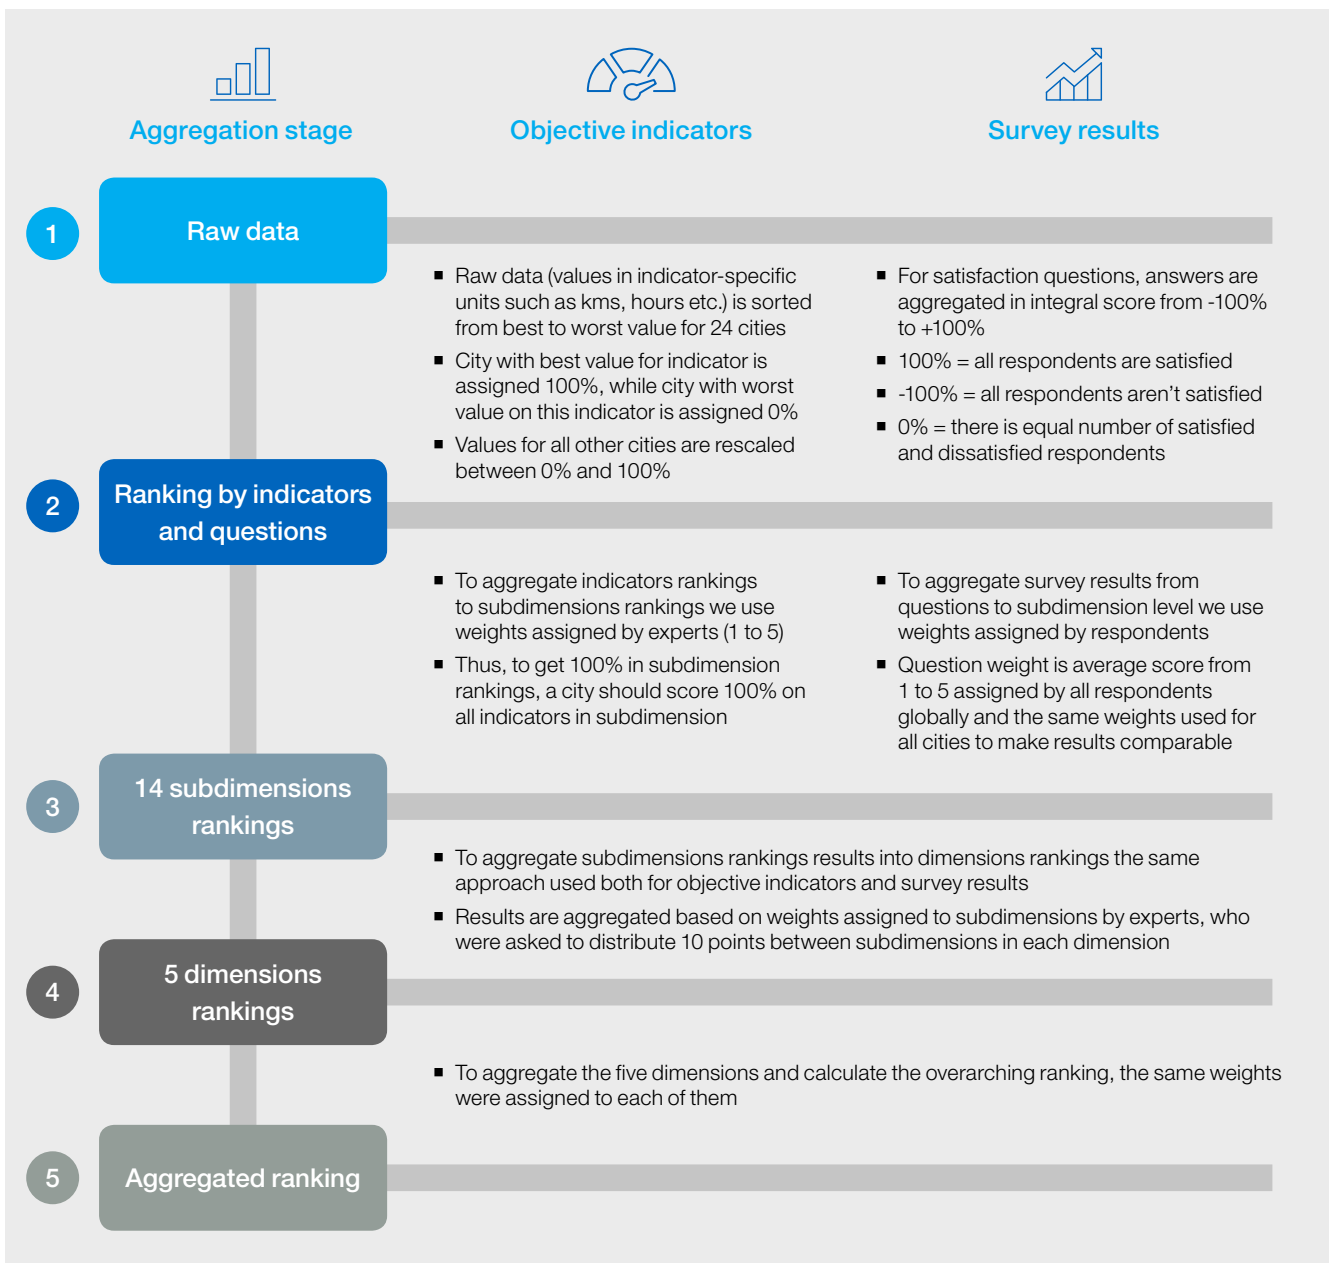 Aggregation stage
Objective indicators
Survey results
1
Raw data
■ Raw data (values in indicator-specific
units such as kms, hours etc.) is sorted
from best to worst value for 24 cities
■ City with best value for indicator is
assigned 100%, while city with worst
value on this indicator is assigned 0%
■ Values for all other cities are rescaled
between 0% and 100%
■ For satisfaction questions, answers are
aggregated in integral score from -100%
to +100%
■ 100% = all respondents are satisfied
■ -100% = all respondents aren't satisfied
■ 0% = there is equal number of satisfied
and dissatisfied respondents
2
Ranking by indicators
and questions
■ To aggregate indicators rankings
to subdimensions rankings we use
weights assigned by experts (1 to 5)
■ Thus, to get 100% in subdimension
rankings, a city should score 100% on
all indicators in subdimension
■ To aggregate survey results from
questions to subdimension level we use
weights assigned by respondents
■ Question weight is average score from
1 to 5 assigned by all respondents
globally and the same weights used for
all cities to make results comparable
3
14 subdimensions
rankings
■ To aggregate subdimensions rankings results into dimensions rankings the same
approach used both for objective indicators and survey results
■ Results are aggregated based on weights assigned to subdimensions by experts, who
were asked to distribute 10 points between subdimensions in each dimension
4
5 dimensions
rankings
■ To aggregate the five dimensions and calculate the overarching ranking, the same weights
were assigned to each of them
5
Aggregated ranking